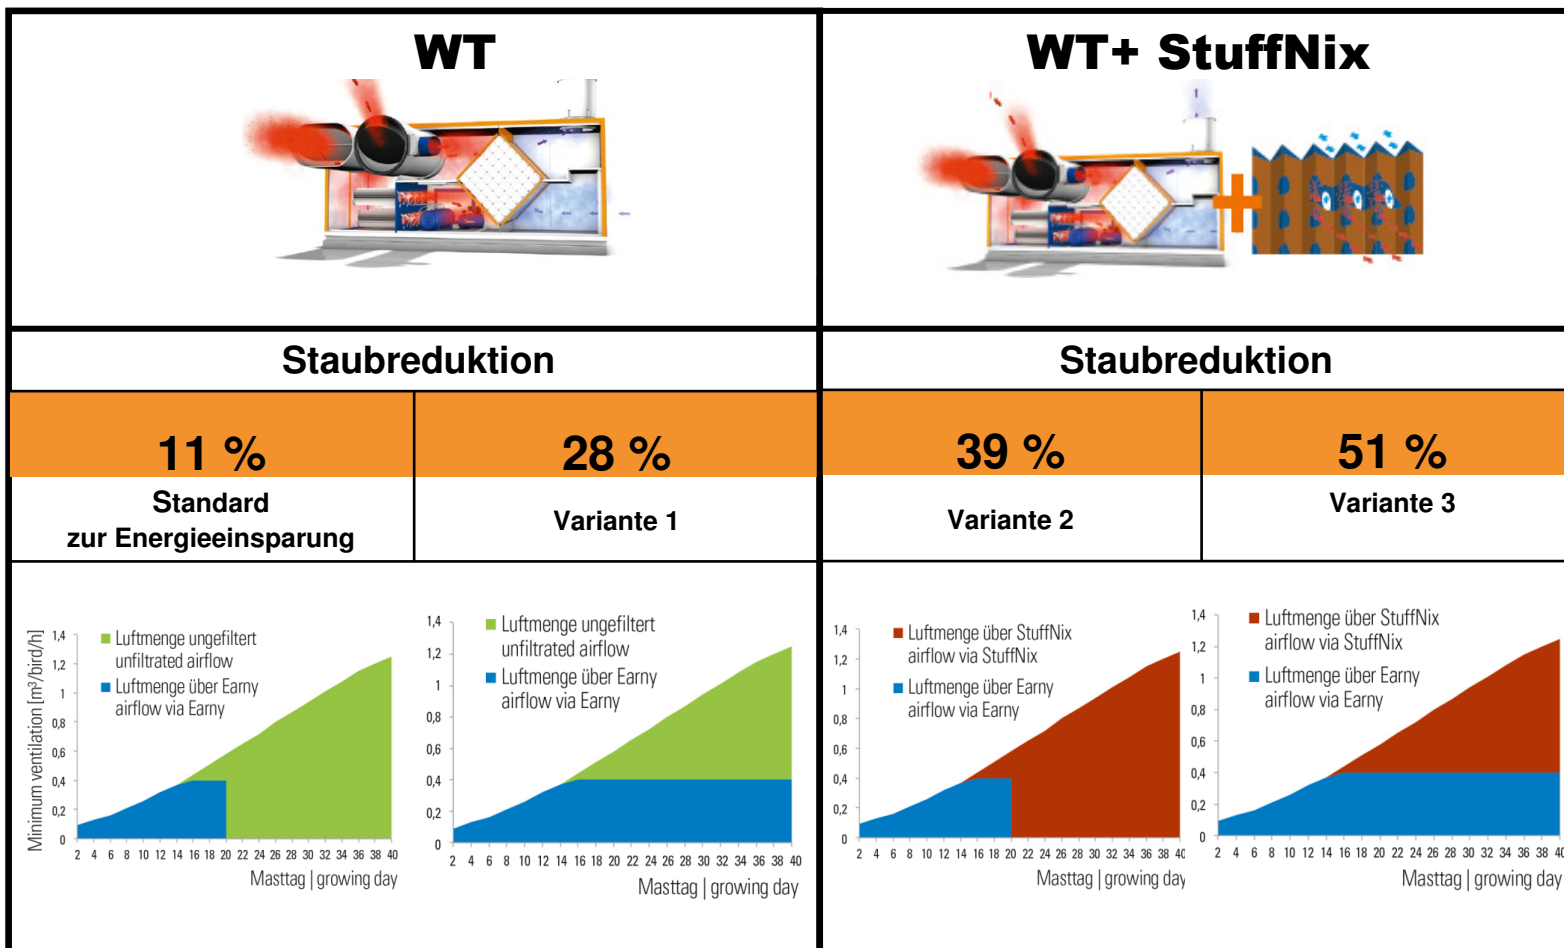 WT
WT+ StuffNix
Staubreduktion
Staubreduktion
11 %
28 %
39 %
51 %
Standard
zur Energieeinsparung
Variante 1
Variante 2
Variante 3
Minimum ventilation [m³/bird/h]
1,4
1,2
1
0,8
0,6
0,4
0,2
0
Luftmenge ungefiltert
unfiltrated airflow
Luftmenge über Earny
airflow via Earny
2 4 6 8 10 12 14 16 18 20 22 24 26 28 30 32 34 36 38 40
Masttag | growing day
1,4
1,2
1
0,8
0,6
0,4
0,2
0
Luftmenge ungefiltert
unfiltrated airflow
Luftmenge über Earny
airflow via Earny
2 4 6 8 10 12 14 16 18 20 22 24 26 28 30 32 34 36 38 40
Masttag | growing day
1,4
1,2
1
0,8
0,6
0,4
0,2
0
Luftmenge über StuffNix
airflow via StuffNix
Luftmenge über Earny
airflow via Earny
2 4 6 8 10 12 14 16 18 20 22 24 26 28 30 32 34 36 38 40
Masttag | growing day
1,4
1,2
1
0,8
0,6
0,4
0,2
0
Luftmenge über StuffNix
airflow via StuffNix
Luftmenge über Earny
airflow via Earny
2 4 6 8 10 12 14 16 18 20 22 24 26 28 30 32 34 36 38 40
Masttag | growing day